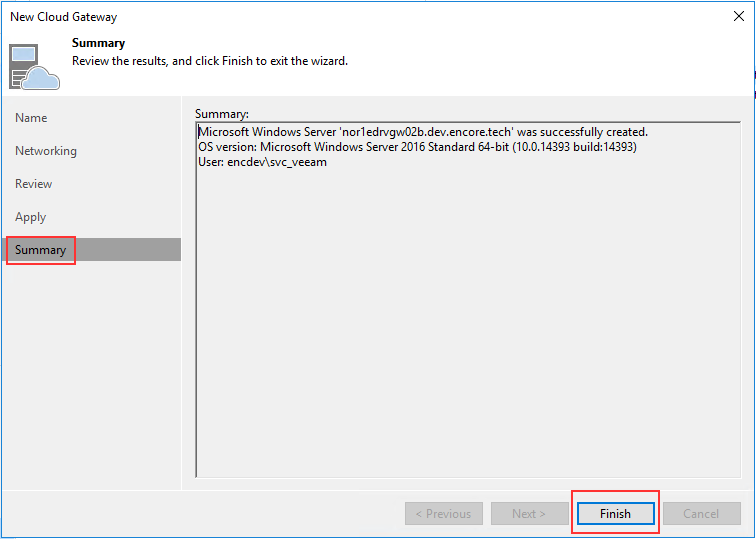 New Cloud Gateway
Summary
Review the results, and click Finish to exit the wizard.
Name
Networking
Review
Apply
Summary
Summary:
Microsoft Windows Server 'nor1edrvgw02b.dev.encore.tech' was successfully created.
OS version: Microsoft Windows Server 2016 Standard 64-bit (10.0.14393 build:14393)
User: encdev\svc_veeam
< Previous
Next >
Finish
Cancel